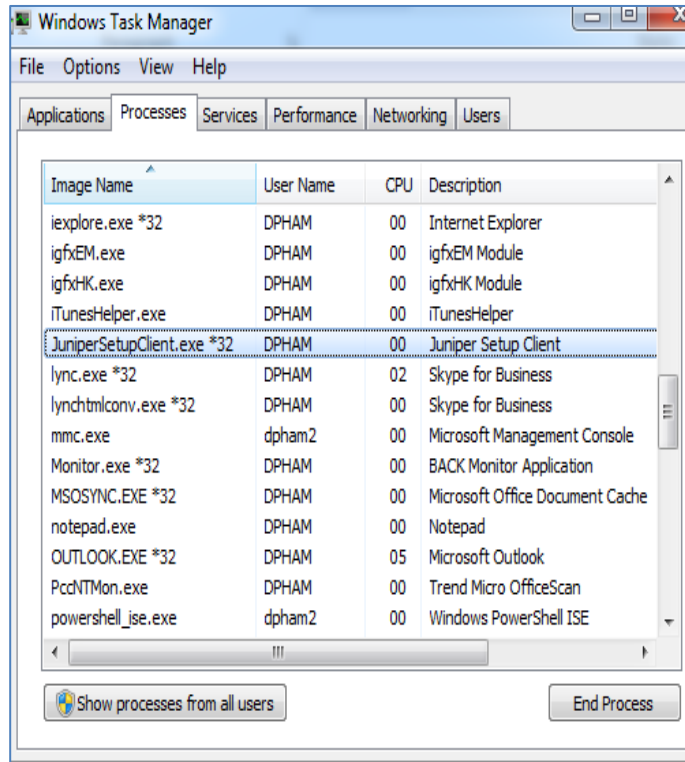 Windows Task Manager
File Options View Help
Applications Processes Services Performance Networking Users
Image Name User Name CPU Description
iexplore.exe *32 DPHAM 00 Internet Explorer
igfxEM.exe DPHAM 00 igfxEM Module
igfxHK.exe DPHAM 00 igfxHK Module
iTunesHelper.exe DPHAM 00 iTunesHelper
JuniperSetupClient.exe *32 DPHAM 00 Juniper Setup Client
lync.exe *32 DPHAM 02 Skype for Business
lynchtmlconv.exe *32 DPHAM 00 Skype for Business
mmc.exe dpham2 00 Microsoft Management Console
Monitor.exe *32 DPHAM 00 BACK Monitor Application
MSOSYNC.EXE *32 DPHAM 00 Microsoft Office Document Cache
notepad.exe DPHAM 00 Notepad
OUTLOOK.EXE *32 DPHAM 05 Microsoft Outlook
PccNTMon.exe DPHAM 00 Trend Micro OfficeScan
powershell_ise.exe dpham2 00 Windows PowerShell ISE
Show processes from all users End Process